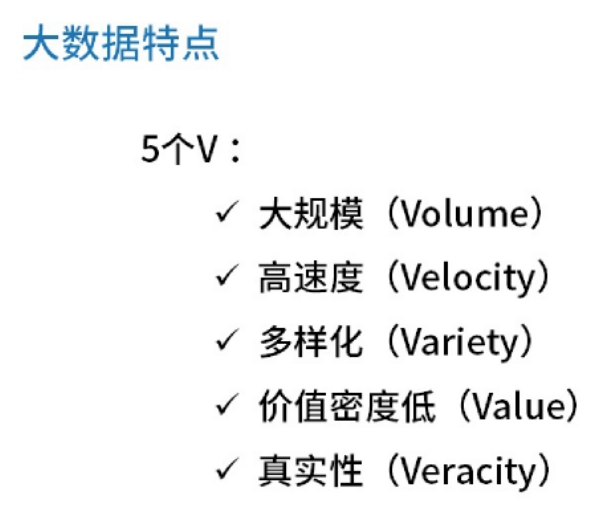 大数据特点
5个V：
✓ 大规模（Volume）
✓ 高速度（Velocity）
✓ 多样化（Variety）
✓ 价值密度低（Value）
✓ 真实性（Veracity）